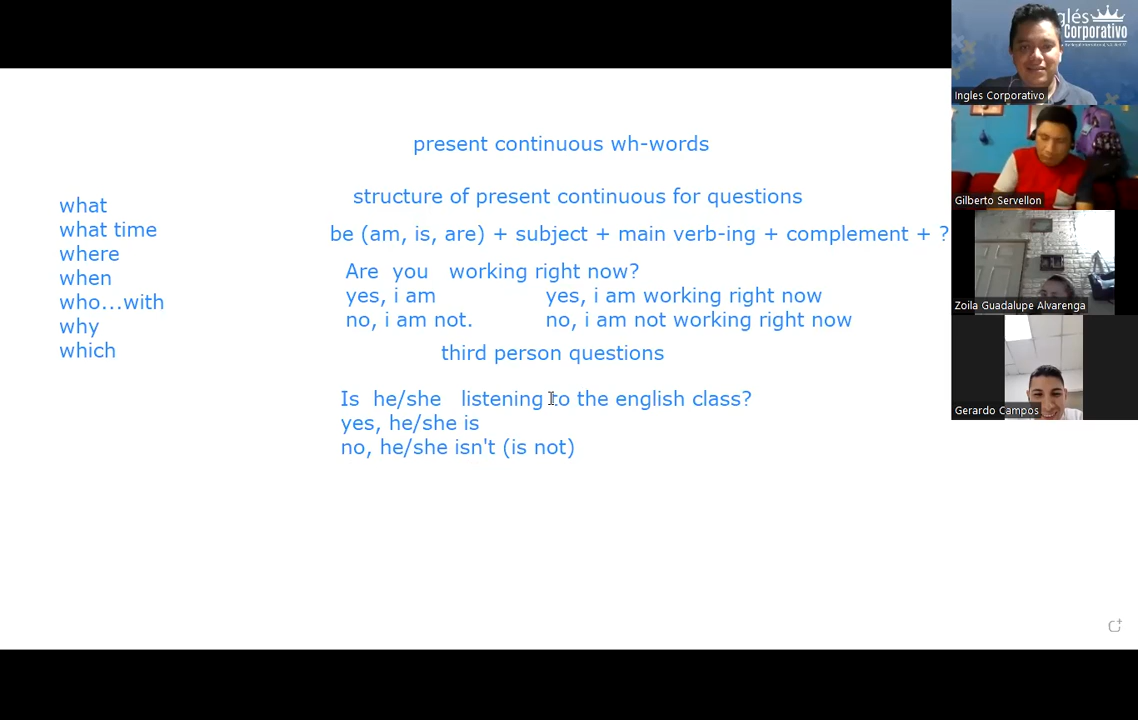 present continuous wh-words
structure of present continuous for questions
be (am, is, are) + subject + main verb-ing + complement + ?
what
what time
where
when
who...with
why
which
Are you working right now?
yes, i am yes, i am working right now
no, i am not. no, i am not working right now
third person questions
Is he/she listening to the english class?
yes, he/she is
no, he/she isn't (is not)
glés
Corporativo
Ingles Corporativo
Gilberto Servellon
Zoila Guadalupe Alvarenga
Gerardo Campos